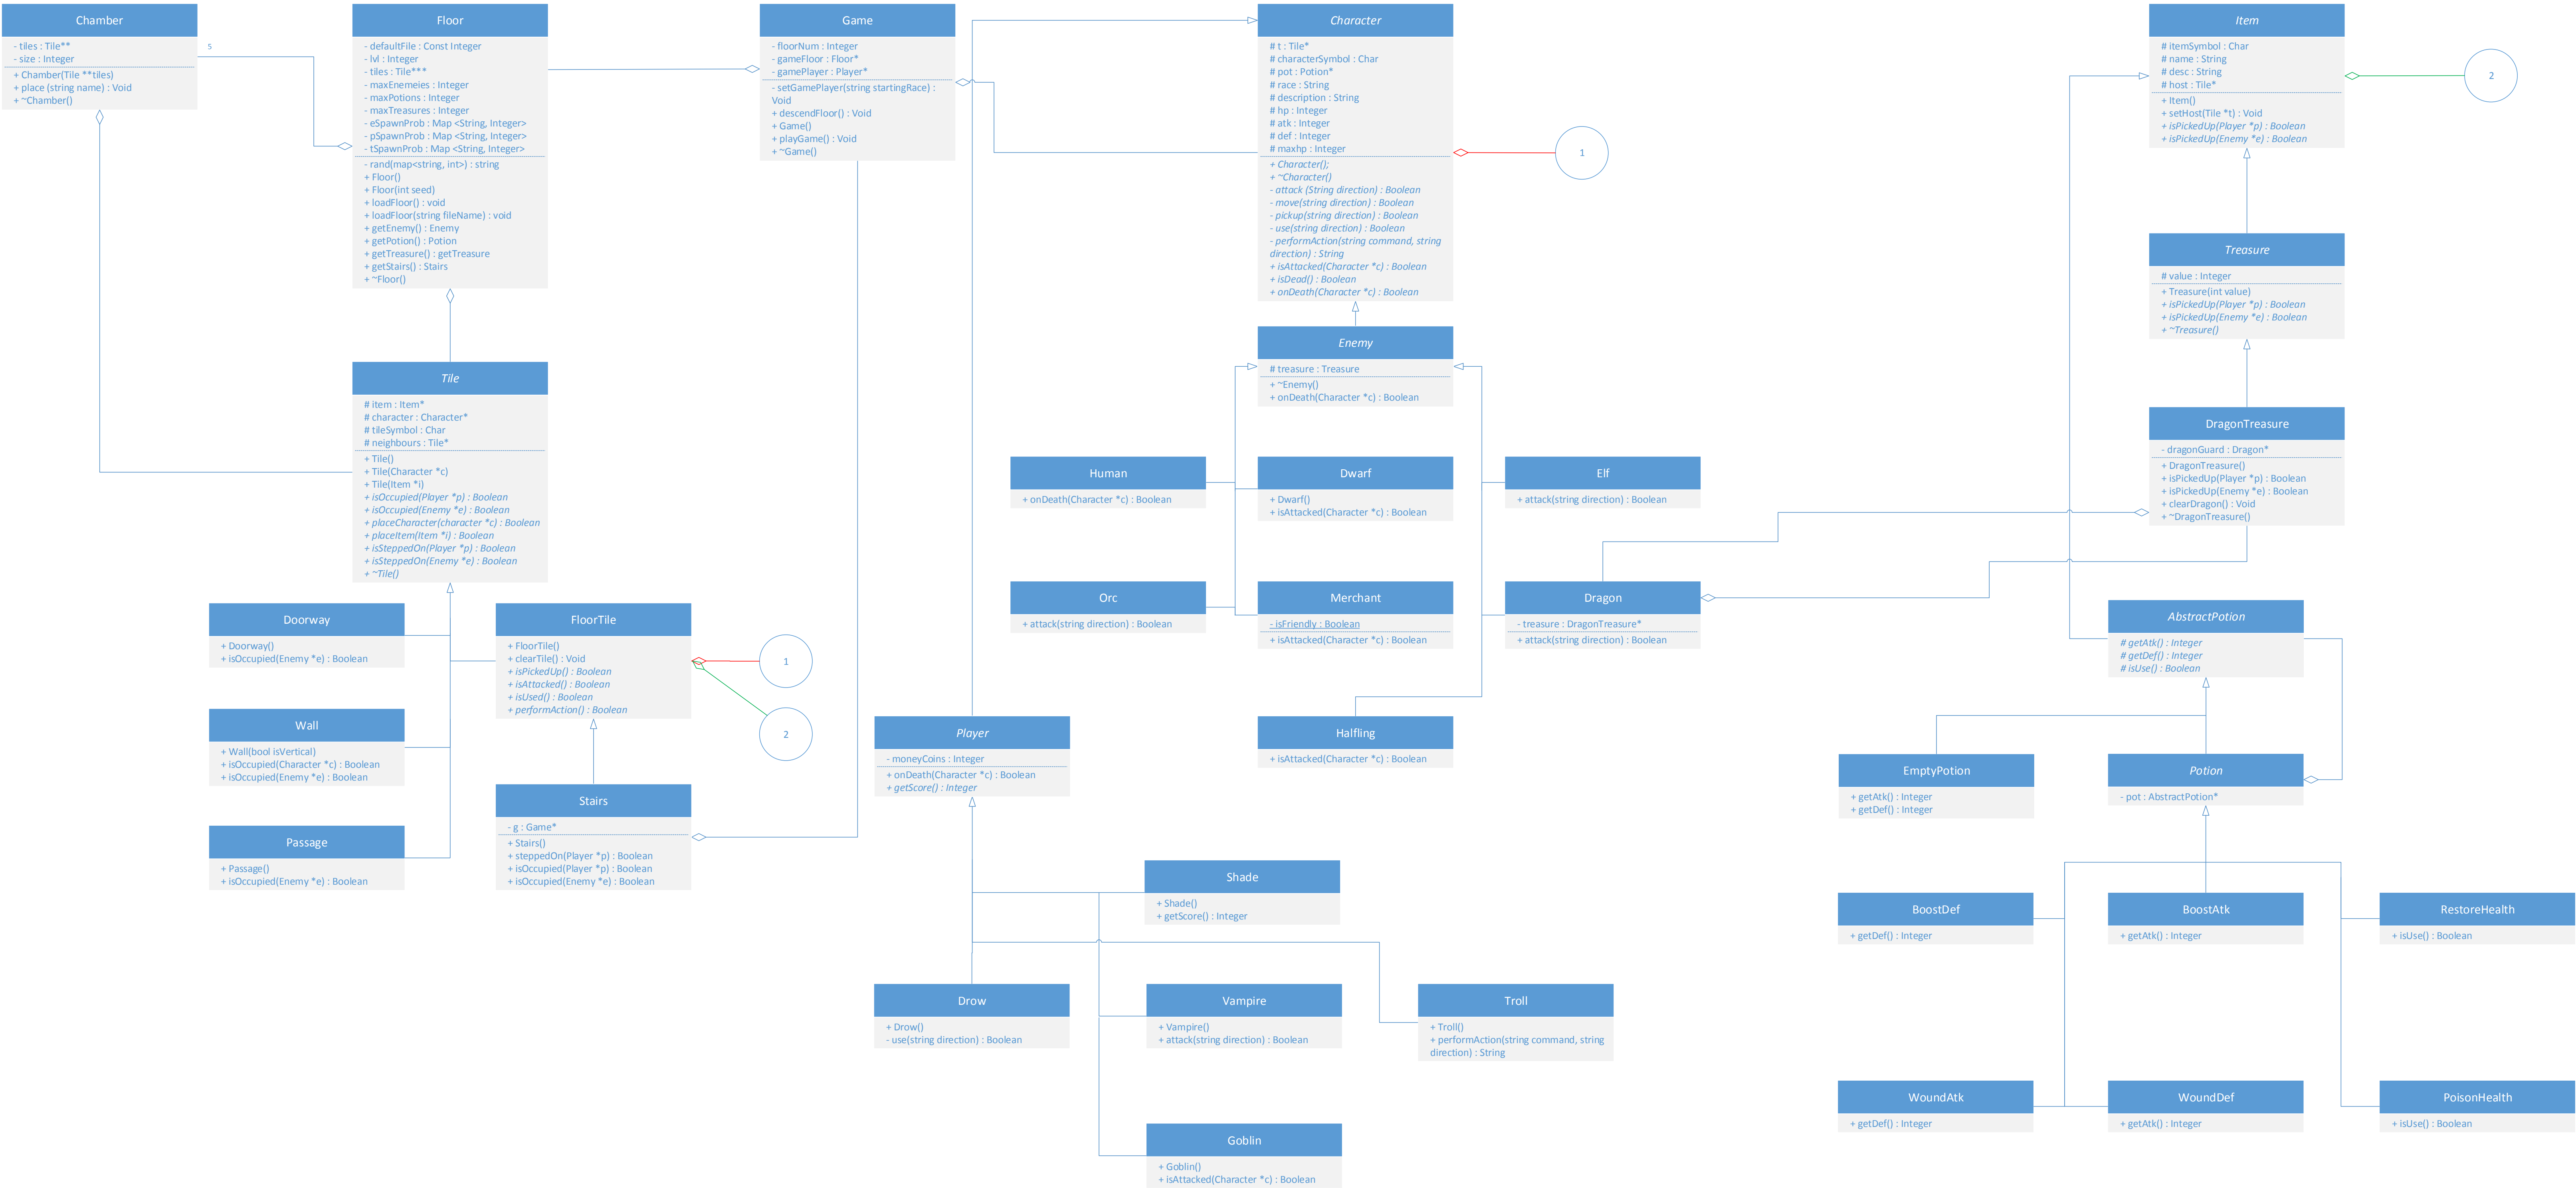 Chamber
- tiles : Tile**
- size : Integer
+ Chamber(Tile **tiles)
+ place (string name) : Void
+ ~Chamber()
5
Floor
- defaultFile : Const Integer
- lvl : Integer
- tiles : Tile***
- maxEnemeies : Integer
- maxPotions : Integer
- maxTreasures : Integer
- eSpawnProb : Map <String, Integer>
- pSpawnProb : Map <String, Integer>
- tSpawnProb : Map <String, Integer>
- rand(map<string, int>) : string
+ Floor()
+ Floor(int seed)
+ loadFloor() : void
+ loadFloor(string fileName) : void
+ getEnemy() : Enemy
+ getPotion() : Potion
+ getTreasure() : getTreasure
+ getStairs() : Stairs
+ ~Floor()
Game
- floorNum : Integer
- gameFloor : Floor*
- gamePlayer : Player*
- setGamePlayer(string startingRace) :
Void
+ descendFloor() : Void
+ Game()
+ playGame() : Void
+ ~Game()
Character
# t : Tile*
# characterSymbol : Char
# pot : Potion*
# race : String
# description : String
# hp : Integer
# atk : Integer
# def : Integer
# maxhp : Integer
+ Character();
+ ~Character()
- attack (String direction) : Boolean
- move(string direction) : Boolean
- pickup(string direction) : Boolean
- use(string direction) : Boolean
- performAction(string command, string
direction) : String
+ isAttacked(Character *c) : Boolean
+ isDead() : Boolean
+ onDeath(Character *c) : Boolean
1
Item
# itemSymbol : Char
# name : String
# desc : String
# host : Tile*
+ Item()
+ setHost(Tile *t) : Void
+ isPickedUp(Player *p) : Boolean
+ isPickedUp(Enemy *e) : Boolean
2
Treasure
# value : Integer
+ Treasure(int value)
+ isPickedUp(Player *p) : Boolean
+ isPickedUp(Enemy *e) : Boolean
+ ~Treasure()
Enemy
# treasure : Treasure
+ ~Enemy()
+ onDeath(Character *c) : Boolean
Tile
# item : Item*
# character : Character*
# tileSymbol : Char
# neighbours : Tile*
+ Tile()
+ Tile(Character *c)
+ Tile(Item *i)
+ isOccupied(Player *p) : Boolean
+ isOccupied(Enemy *e) : Boolean
+ placeCharacter(character *c) : Boolean
+ placeItem(Item *i) : Boolean
+ isSteppedOn(Player *p) : Boolean
+ isSteppedOn(Enemy *e) : Boolean
+ ~Tile()
DragonTreasure
- dragonGuard : Dragon*
+ DragonTreasure()
+ isPickedUp(Player *p) : Boolean
+ isPickedUp(Enemy *e) : Boolean
+ clearDragon() : Void
+ ~DragonTreasure()
Human
+ onDeath(Character *c) : Boolean
Dwarf
+ Dwarf()
+ isAttacked(Character *c) : Boolean
Elf
+ attack(string direction) : Boolean
Orc
+ attack(string direction) : Boolean
Merchant
- isFriendly : Boolean
+ isAttacked(Character *c) : Boolean
Dragon
- treasure : DragonTreasure*
+ attack(string direction) : Boolean
Doorway
+ Doorway()
+ isOccupied(Enemy *e) : Boolean
FloorTile
+ FloorTile()
+ clearTile() : Void
+ isPickedUp() : Boolean
+ isAttacked() : Boolean
+ isUsed() : Boolean
+ performAction() : Boolean
1
2
AbstractPotion
# getAtk() : Integer
# getDef() : Integer
# isUse() : Boolean
Wall
+ Wall(bool isVertical)
+ isOccupied(Character *c) : Boolean
+ isOccupied(Enemy *e) : Boolean
Player
- moneyCoins : Integer
+ onDeath(Character *c) : Boolean
+ getScore() : Integer
Halfling
+ isAttacked(Character *c) : Boolean
EmptyPotion
+ getAtk() : Integer
+ getDef() : Integer
Potion
- pot : AbstractPotion*
Stairs
- g : Game*
+ Stairs()
+ steppedOn(Player *p) : Boolean
+ isOccupied(Player *p) : Boolean
+ isOccupied(Enemy *e) : Boolean
Passage
+ Passage()
+ isOccupied(Enemy *e) : Boolean
Shade
+ Shade()
+ getScore() : Integer
BoostDef
+ getDef() : Integer
BoostAtk
+ getAtk() : Integer
RestoreHealth
+ isUse() : Boolean
Drow
+ Drow()
- use(string direction) : Boolean
Vampire
+ Vampire()
+ attack(string direction) : Boolean
Troll
+ Troll()
+ performAction(string command, string
direction) : String
WoundAtk
+ getDef() : Integer
WoundDef
+ getAtk() : Integer
PoisonHealth
+ isUse() : Boolean
Goblin
+ Goblin()
+ isAttacked(Character *c) : Boolean